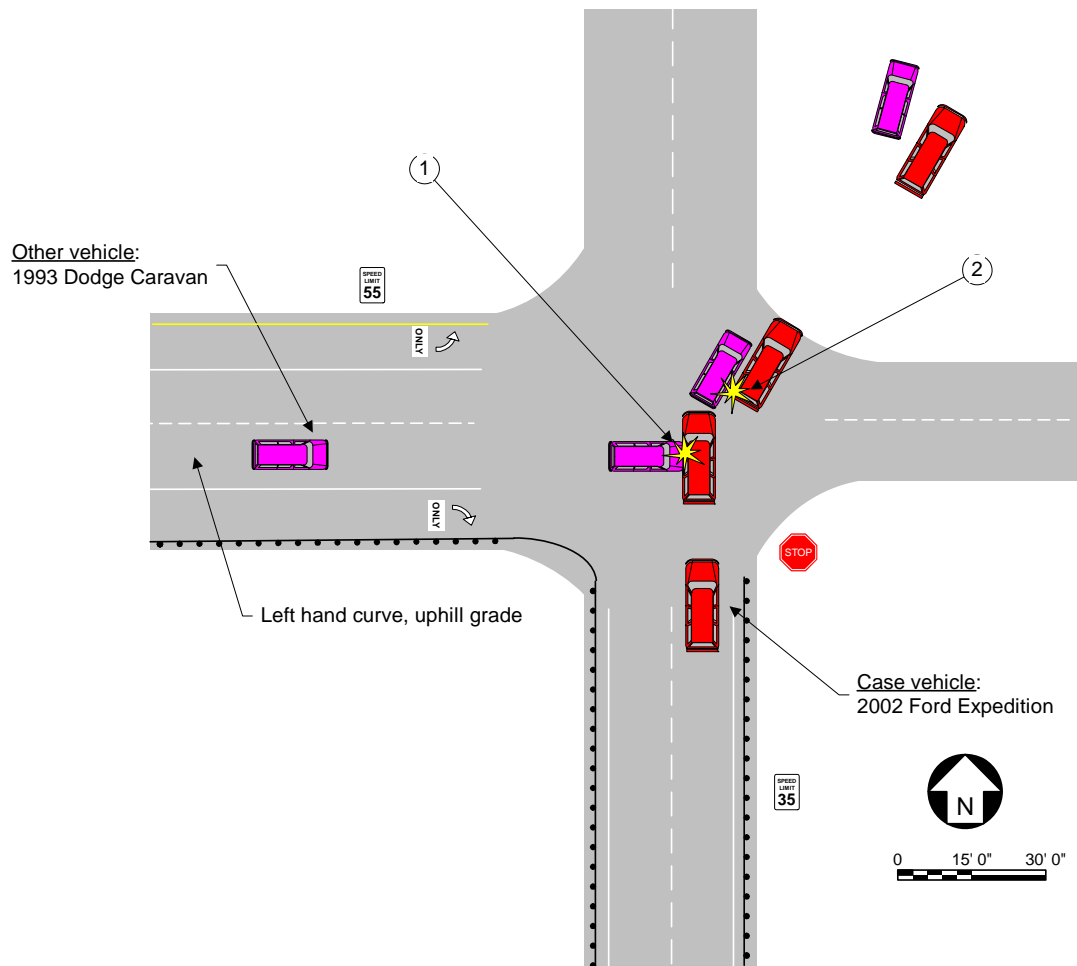 1
Other vehicle:
1993 Dodge Caravan
SPEED
LIMIT
55
2
ONLY
ONLY
STOP
Left hand curve, uphill grade
Case vehicle:
2002 Ford Expedition
SPEED
LIMIT
35
N
0 15' 0" 30' 0"